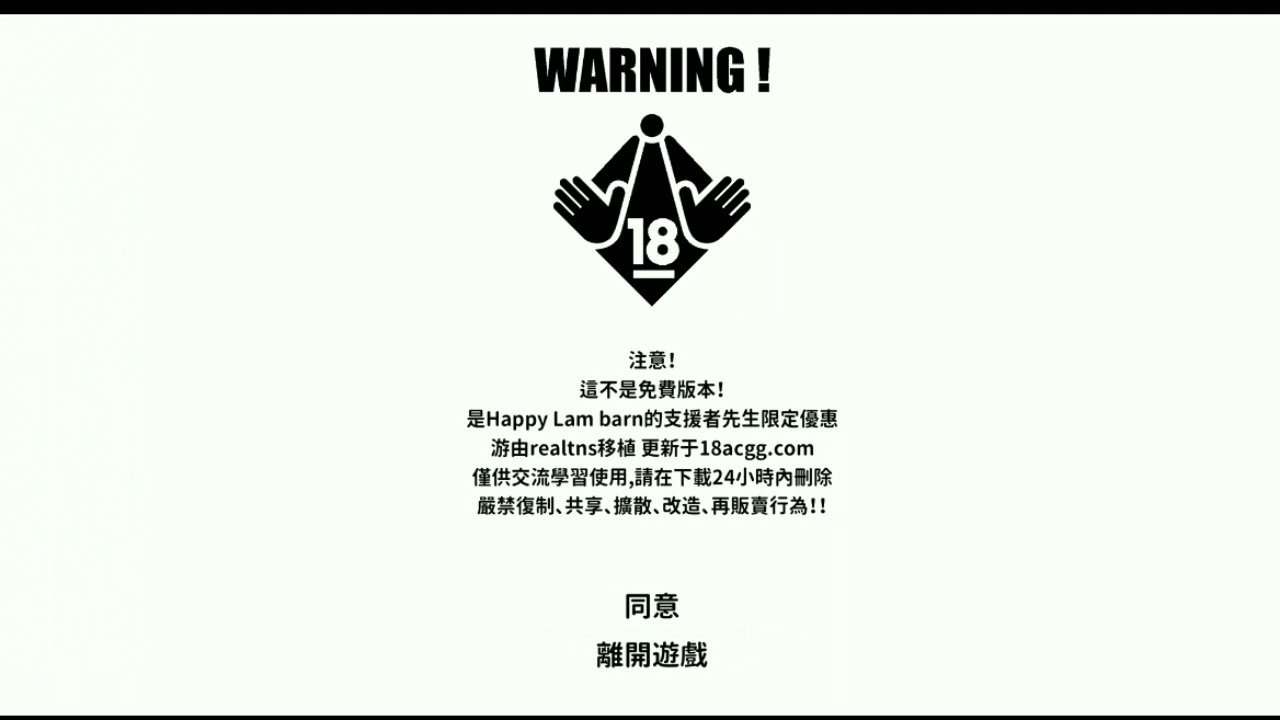 WARNING !
18
注意！
這不是免費版本！
是Happy Lam barn的支援者先生限定優惠
游由realtns移植 更新于18acgg.com
僅供交流學習使用,請在下載24小時內刪除
嚴禁復制、共享、擴散、改造、再販賣行為！！
同意
離開遊戲